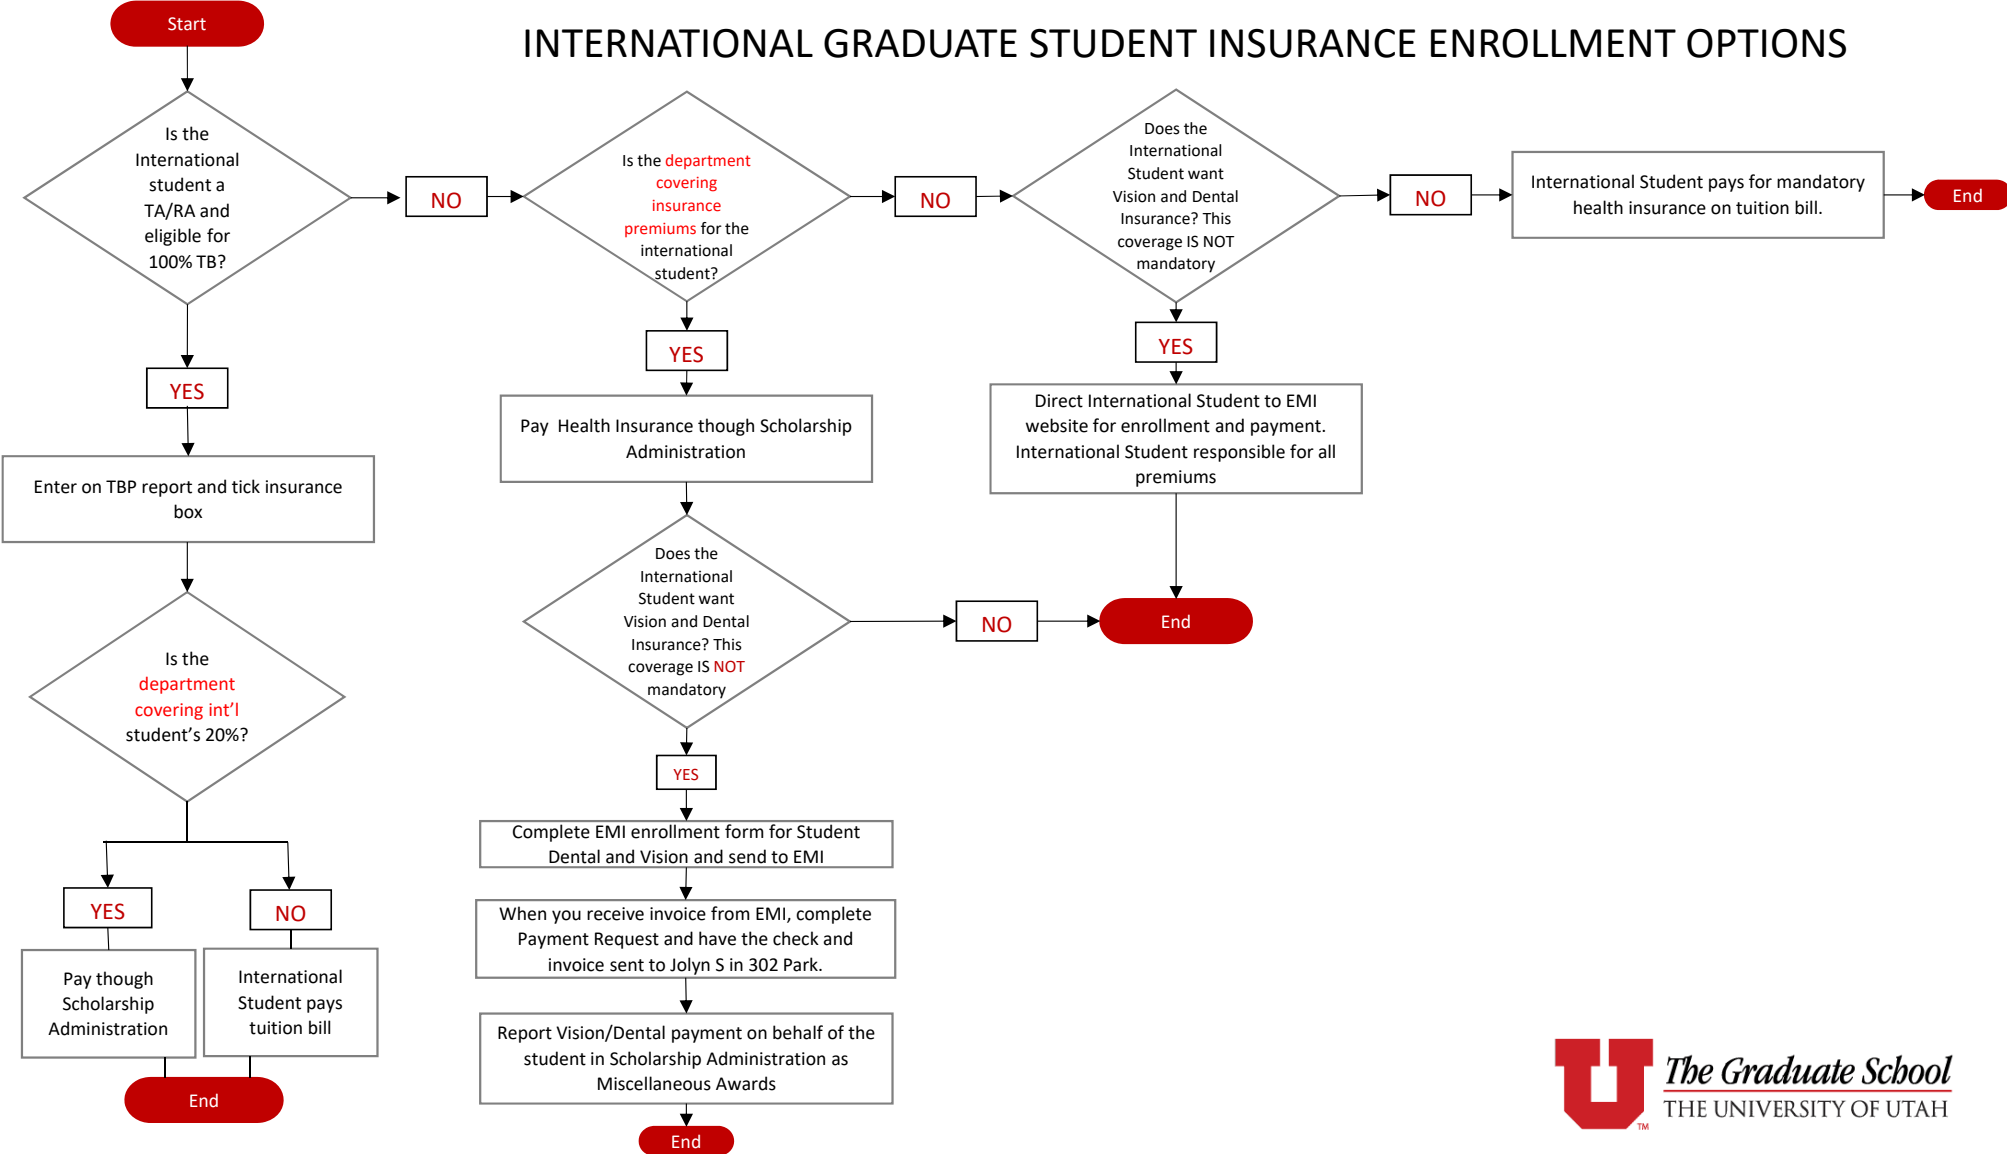 INTERNATIONAL GRADUATE STUDENT INSURANCE ENROLLMENT OPTIONS
Start
Is the
International
student a
TA/RA and
eligible for
100% TB?
NO
Is the department
covering
insurance
premiums for the
international
student?
NO
Does the
International
Student want
Vision and Dental
Insurance? This
coverage IS NOT
mandatory
NO
International Student pays for mandatory
health insurance on tuition bill.
End
YES
Enter on TBP report and tick insurance
box
Is the
department
covering int’l
student’s 20%?
YES
Pay though
Scholarship
Administration
NO
International
Student pays
tuition bill
End
YES
Pay  Health Insurance though Scholarship
Administration
Does the
International
Student want
Vision and Dental
Insurance? This
coverage IS NOT
mandatory
NO
End
YES
Complete EMI enrollment form for Student
Dental and Vision and send to EMI
When you receive invoice from EMI, complete
Payment Request and have the check and
invoice sent to Jolyn S in 302 Park.
Report Vision/Dental payment on behalf of the
student in Scholarship Administration as
Miscellaneous Awards
End
YES
Direct International Student to EMI
website for enrollment and payment.
International Student responsible for all
premiums
U
TM
The Graduate School
THE UNIVERSITY OF UTAH